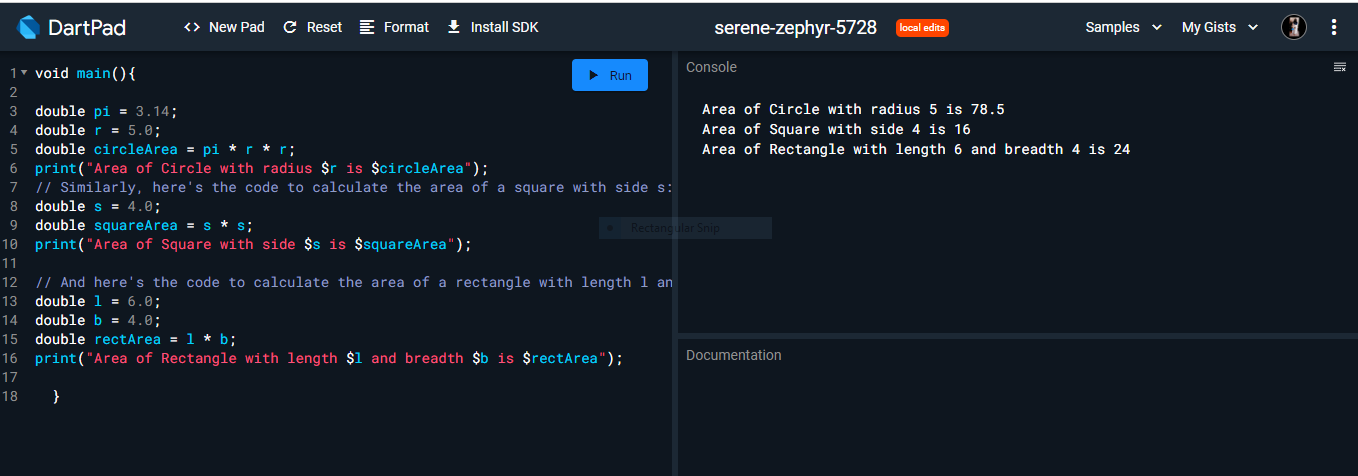 DartPad
<> New Pad
Reset
Format
Install SDK
serene-zephyr-5728
local edits
Samples
My Gists
1 void main(){
2
3 double pi = 3.14;
4 double r = 5.0;
5 double circleArea = pi * r * r;
6 print("Area of Circle with radius $r is $circleArea");
7 // Similarly, here's the code to calculate the area of a square with side s:
8 double s = 4.0;
9 double squareArea = s * s;
10 print("Area of Square with side $s is $squareArea");
11
12 // And here's the code to calculate the area of a rectangle with length l an
13 double l = 6.0;
14 double b = 4.0;
15 double rectArea = l * b;
16 print("Area of Rectangle with length $l and breadth $b is $rectArea");
17
18 }
Run
Rectangular Snip
Console
Area of Circle with radius 5 is 78.5
Area of Square with side 4 is 16
Area of Rectangle with length 6 and breadth 4 is 24
Documentation